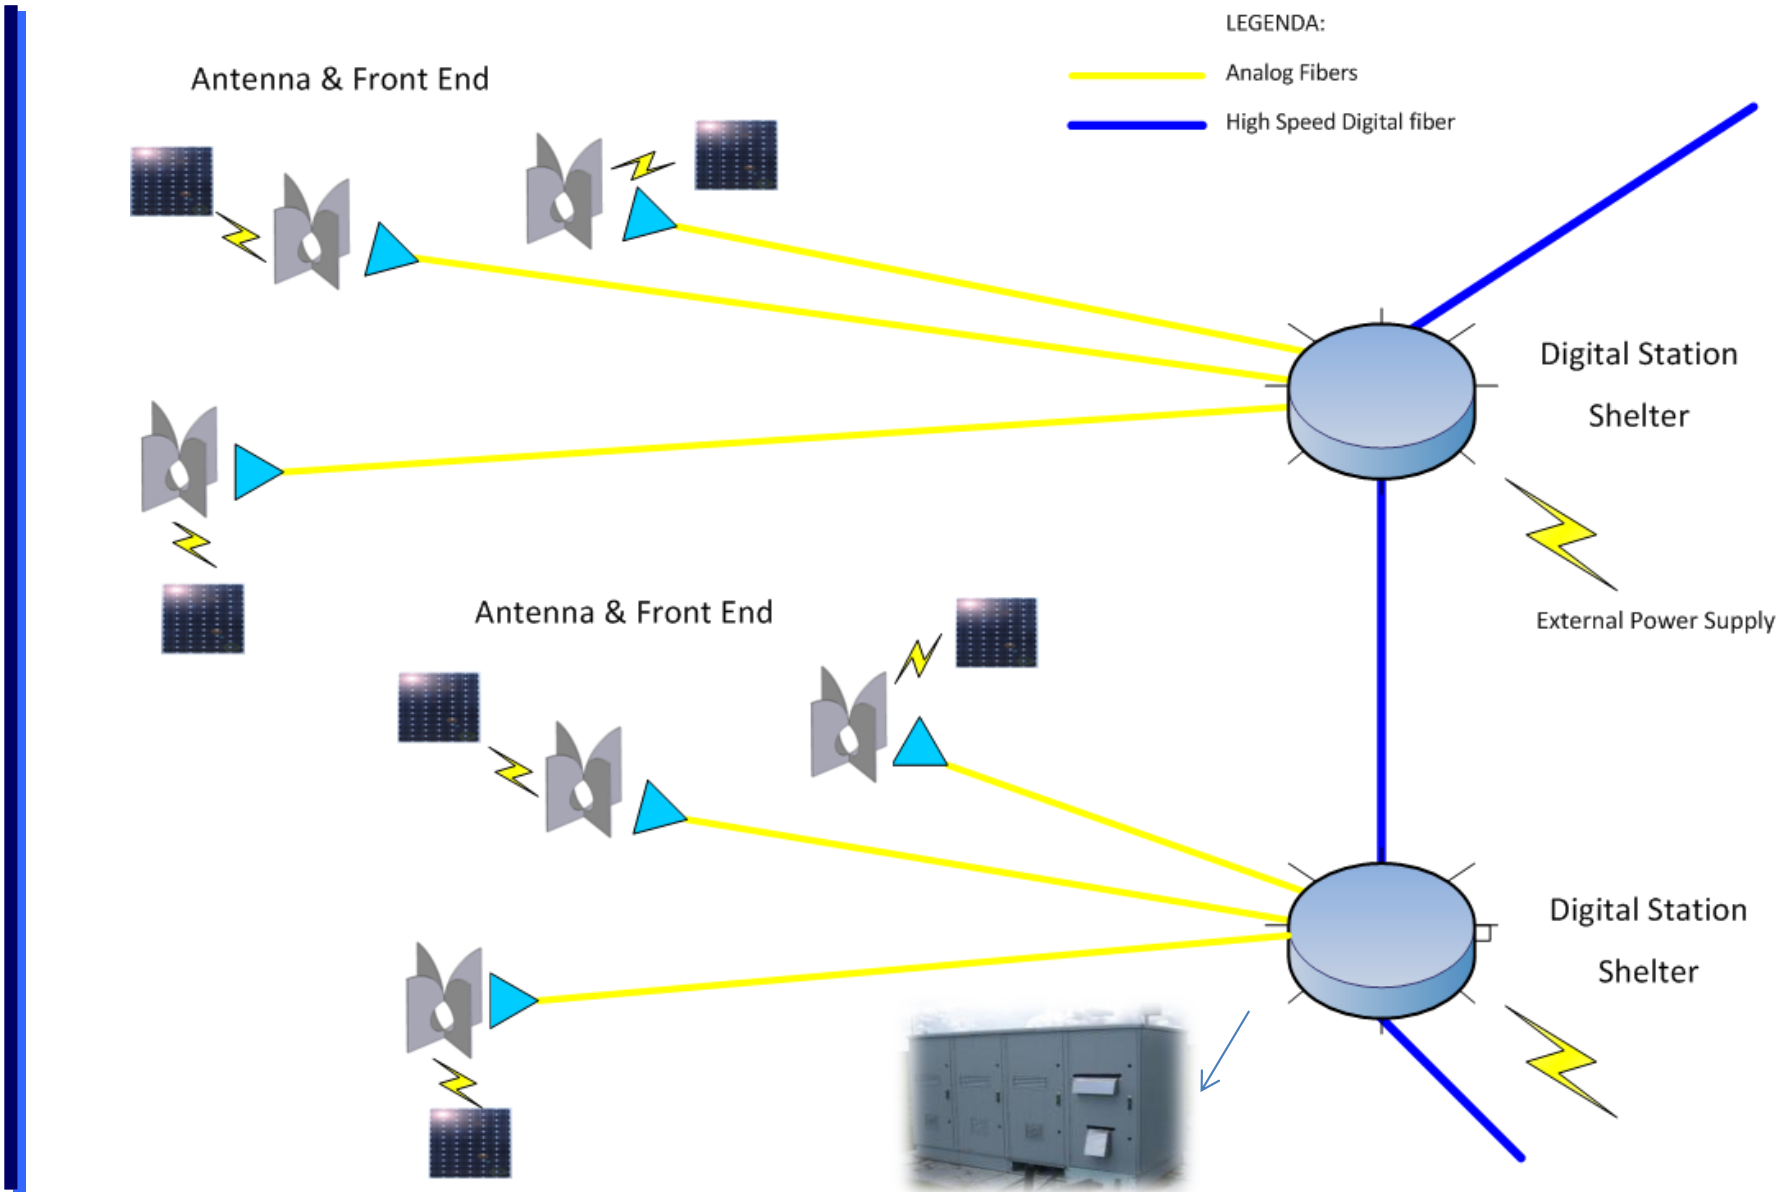 LEGENDA:
Antenna & Front End
Analog Fibers
High Speed Digital fiber
Digital Station
Shelter
Antenna & Front End
External Power Supply
Digital Station
Shelter